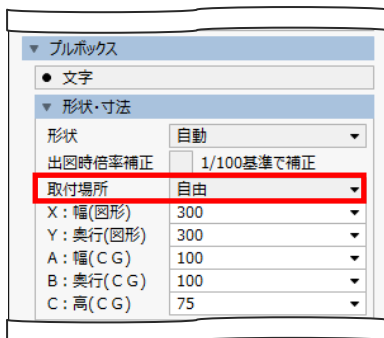 ▼ プルボックス
● 文字
▼ 形状・寸法
形状 自動
出図時倍率補正 1/100基準で補正
取付場所 自由
X：幅(図形) 300
Y：奥行(図形) 300
A：幅(ＣＧ) 100
B：奥行(ＣＧ) 100
C：高(ＣＧ) 75